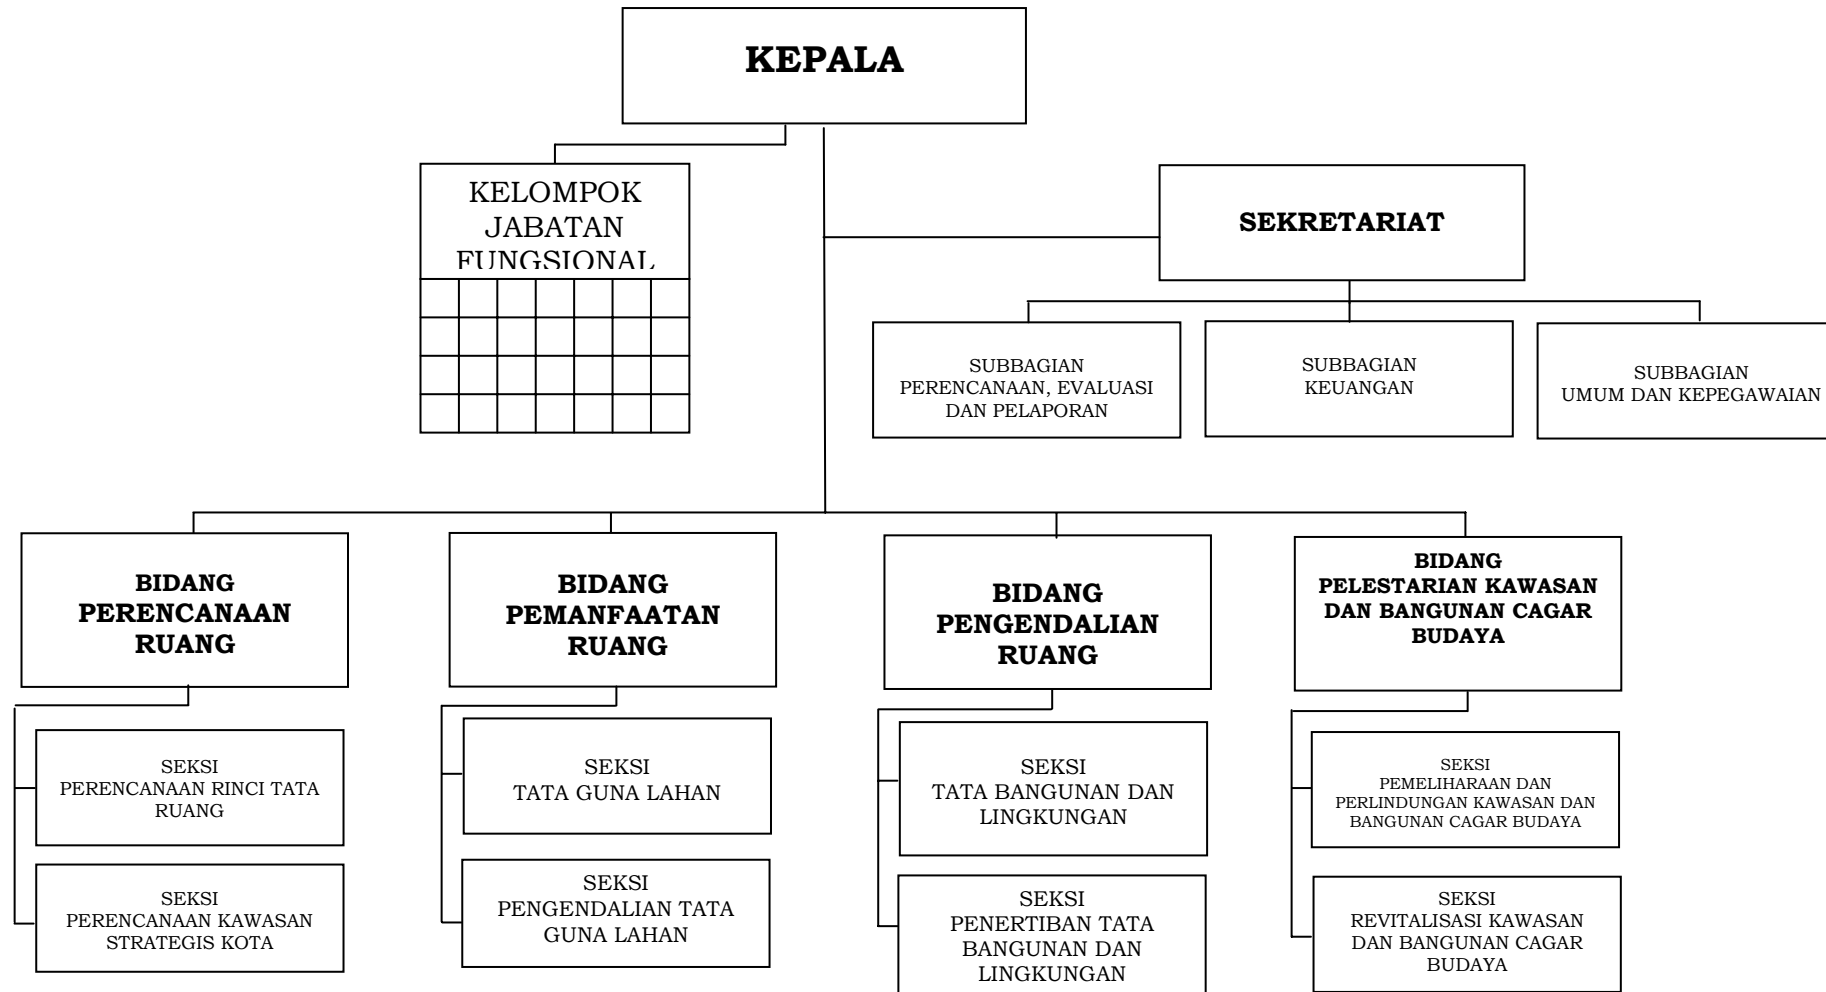 KEPALA
KELOMPOK
JABATAN
FUNGSIONAL
SEKRETARIAT
SUBBAGIAN
PERENCANAAN, EVALUASI
DAN PELAPORAN
SUBBAGIAN
KEUANGAN
SUBBAGIAN
UMUM DAN KEPEGAWAIAN
BIDANG
PERENCANAAN
RUANG
BIDANG
PEMANFAATAN
RUANG
BIDANG
PENGENDALIAN
RUANG
BIDANG
PELESTARIAN KAWASAN
DAN BANGUNAN CAGAR
BUDAYA
SEKSI
PERENCANAAN RINCI TATA
RUANG
SEKSI
TATA GUNA LAHAN
SEKSI
TATA BANGUNAN DAN
LINGKUNGAN
SEKSI
PEMELIHARAAN DAN
PERLINDUNGAN KAWASAN DAN
BANGUNAN CAGAR BUDAYA
SEKSI
PERENCANAAN KAWASAN
STRATEGIS KOTA
SEKSI
PENGENDALIAN TATA
GUNA LAHAN
SEKSI
PENERTIBAN TATA
BANGUNAN DAN
LINGKUNGAN
SEKSI
REVITALISASI KAWASAN
DAN BANGUNAN CAGAR
BUDAYA